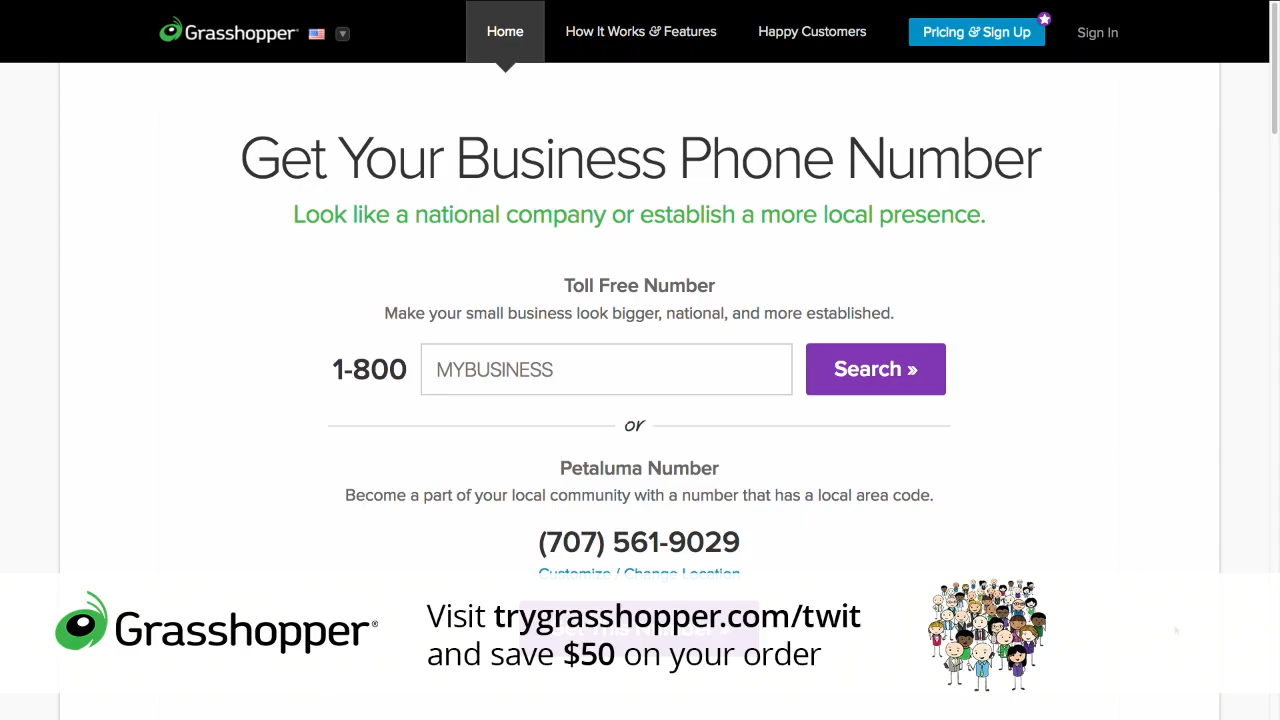 Grasshopper
Home
How It Works & Features
Happy Customers
Pricing & Sign Up
Sign In
Get Your Business Phone Number
Look like a national company or establish a more local presence.
Toll Free Number
Make your small business look bigger, national, and more established.
1-800 MYBUSINESS Search »
or
Petaluma Number
Become a part of your local community with a number that has a local area code.
(707) 561-9029
Customize / Change Location
Grasshopper®
Visit trygrasshopper.com/twit
and save $50 on your order